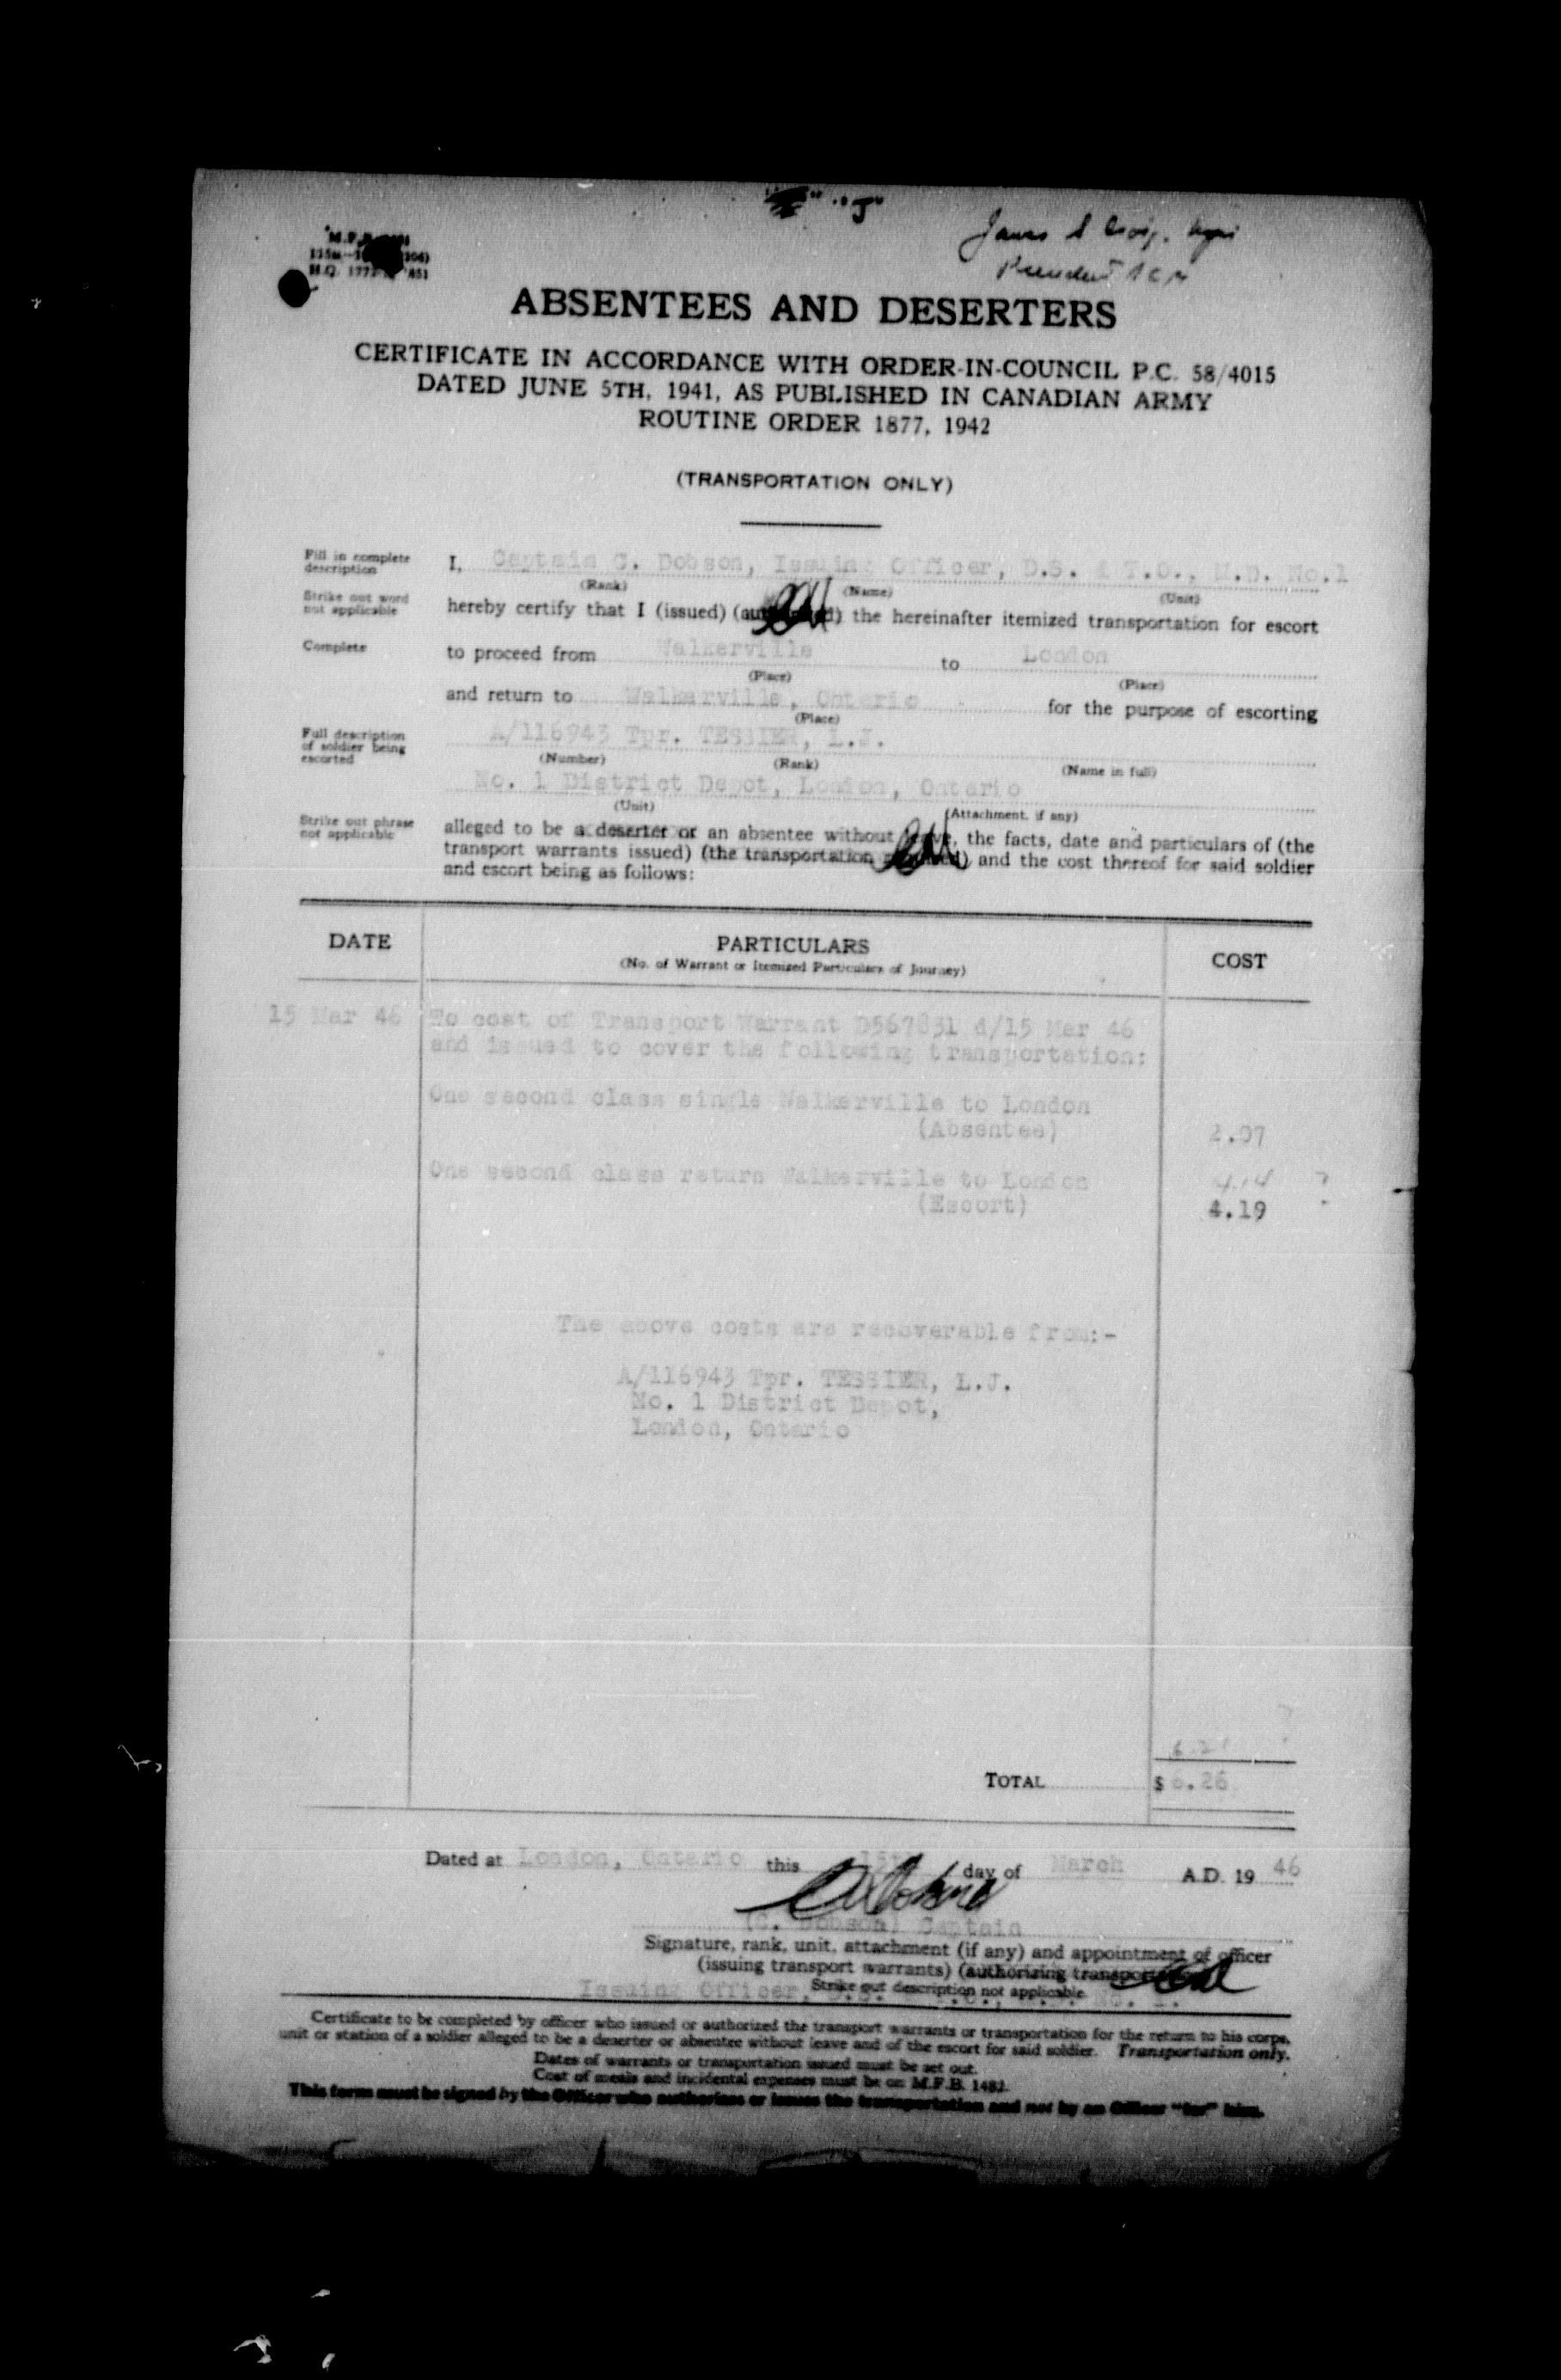 "J"
James
President
H.Q. 1772
ABSENTEES AND DESERTERS
CERTIFICATE IN ACCORDANCE WITH ORDER-IN-COUNCIL P.C. 58/4015
DATED JUNE 5TH, 1941, AS PUBLISHED IN CANADIAN ARMY
ROUTINE ORDER 1877, 1942
(TRANSPORTATION ONLY)
Fill in complete description
I, Captain C. Dobson, Issuing Officer, D.S. & T.O., M.D. No.1
(Rank) (Name) (Unit)
Strike out word not applicable
hereby certify that I (issued) the hereinafter itemized transportation for escort
Complete
to proceed from Walkerville to London
(Place) (Place)
and return to Walkerville, Ontario for the purpose of escorting
(Place)
Full description of soldier being escorted
A/116943 Tpr. TESSIER, L.J.
(Number) (Rank) (Name in full)
No. 1 District Depot, London, Ontario
(Unit) (Attachment, if any)
Strike out phrase not applicable
alleged to be a deserter or an absentee without leave, the facts, date and particulars of (the
transport warrants issued) (the transportation and the cost thereof for said soldier
and escort being as follows:
DATE PARTICULARS COST
(No. of Warrant or Itemized Particulars of Journey)
15 Mar 46 To cost of Transport Warrant D567831 d/15 Mar 46
and issued to cover the following transportation:
One second class single Walkerville to London
(Absentee) 2.07
One second class return Walkerville to London 4.14 ?
(Escort) 4.19
The above costs are recoverable from:-
A/116943 Tpr. TESSIER, L.J.
No. 1 District Depot,
London, Ontario
?
TOTAL $ 6.26
Dated at London, Ontario this 15th day of March A.D. 19 46
(C. Dobson) Captain
Signature, rank, unit, attachment (if any) and appointment of officer
(issuing transport warrants) (authorizing
Strike out description not applicable
Issuing Officer,
Certificate to be completed by officer who issued or authorized the transport warrants or transportation for the return to his corps,
unit or station of a soldier alleged to be a deserter or absentee without leave and of the escort for said soldier. Transportation only.
Dates of warrants or transportation issued must be set out.
Cost of meals and incidental expenses must be on M.F.B. 1482.
This form must be signed by the Officer who authorizes or issues the transportation and not by an Officer "for" him.